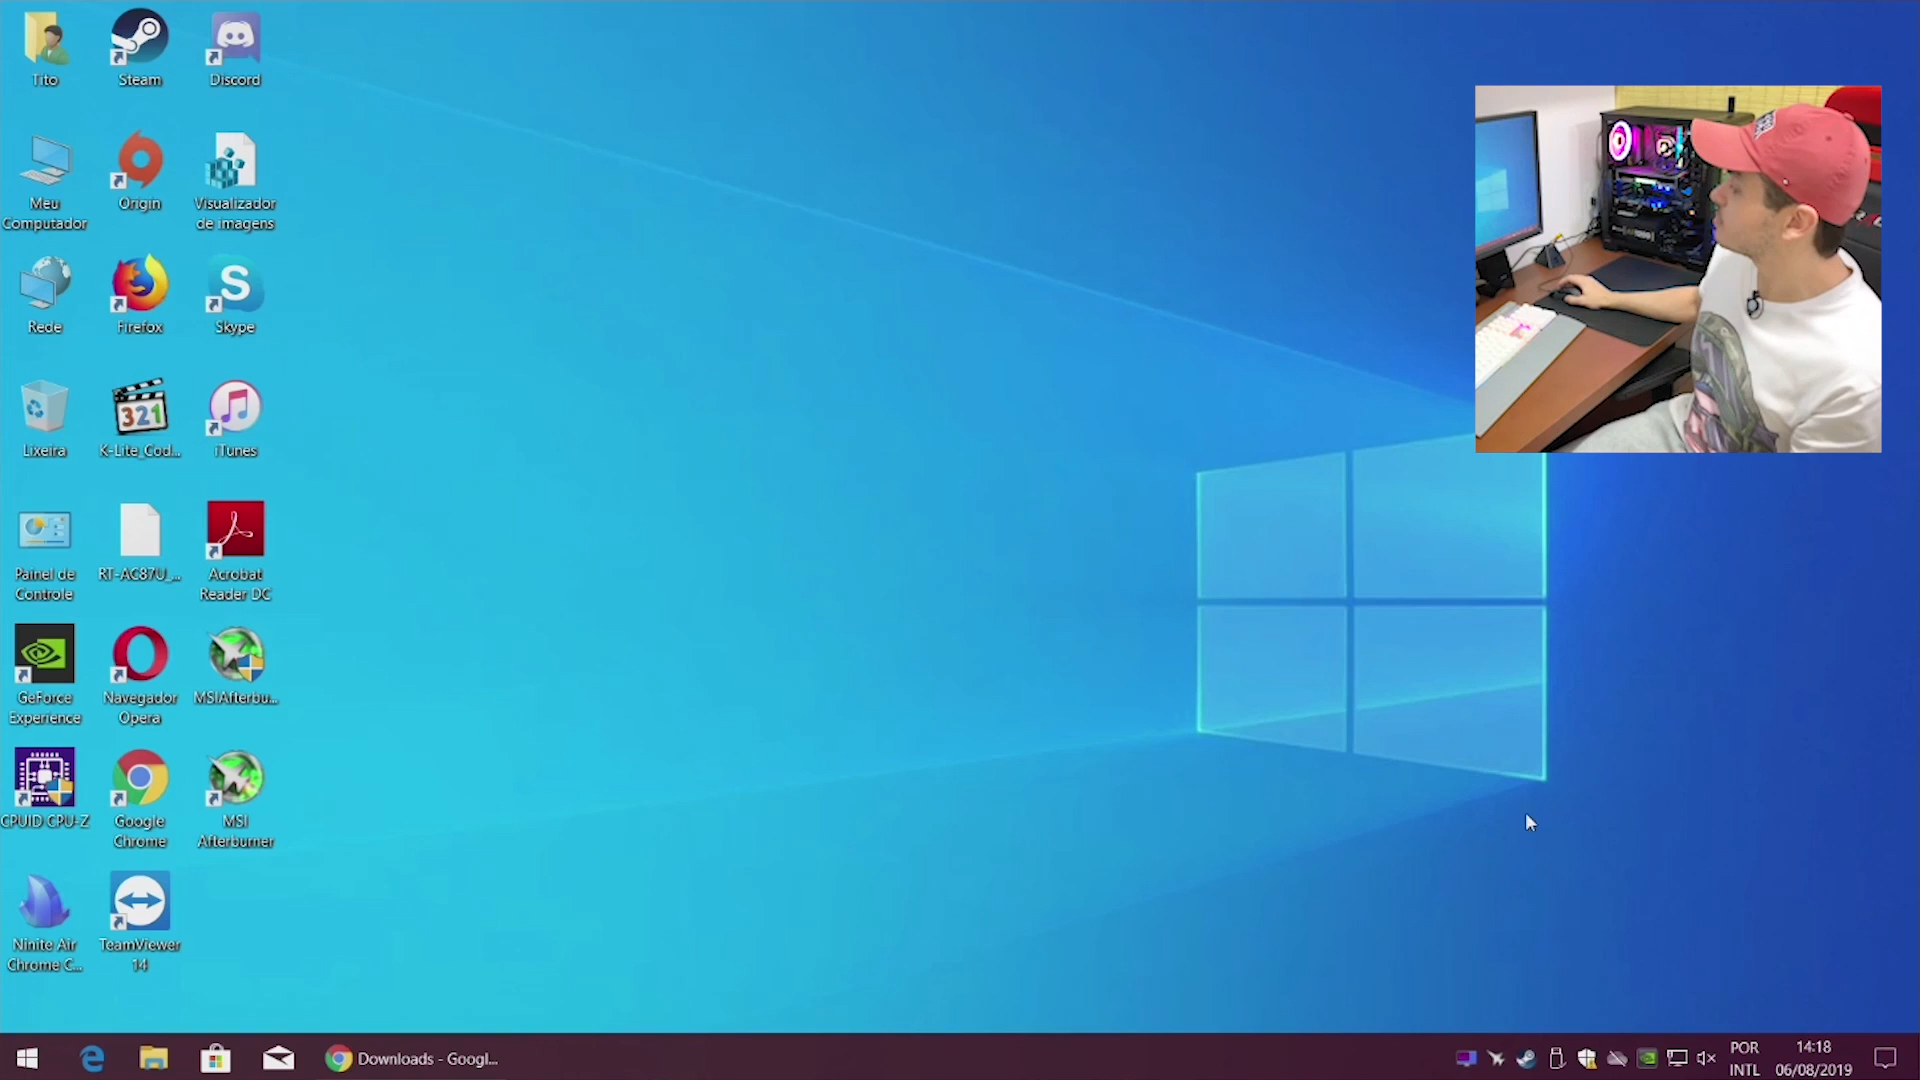 Tito
Steam
Discord
Meu
Computador
Origin
Visualizador
de imagens
Rede
Firefox
Skype
Lixeira
K-Lite_Cod...
iTunes
Painel de
Controle
RT-AC87U_...
Acrobat
Reader DC
GeForce
Experience
Navegador
Opera
MSIAfterbu...
CPUID CPU-Z
Google
Chrome
MSI
Afterburner
Ninite Air
Chrome C...
TeamViewer
14
Downloads - Googl...
POR
INTL
14:18
06/08/2019